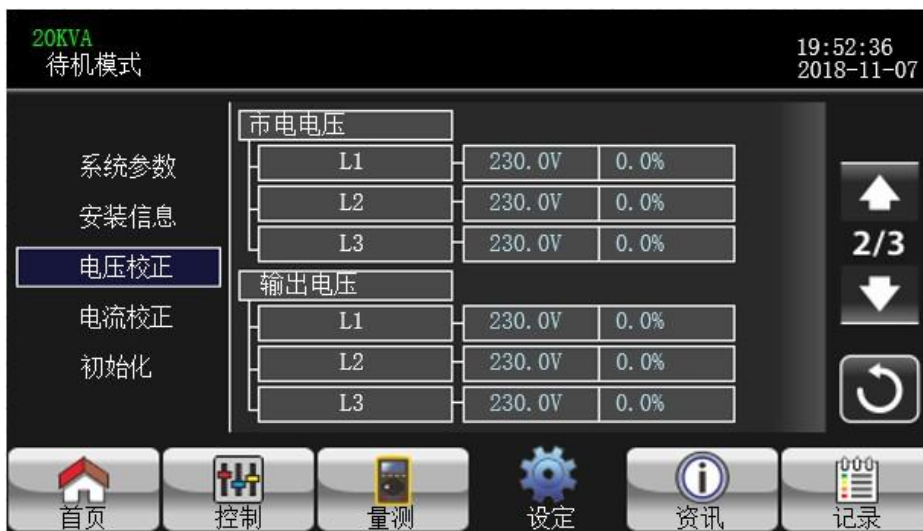 20KVA
待机模式
19:52:36
2018-11-07
系统参数
安装信息
电压校正
电流校正
初始化
市电电压
L1 230.0V 0.0%
L2 230.0V 0.0%
L3 230.0V 0.0%
输出电压
L1 230.0V 0.0%
L2 230.0V 0.0%
L3 230.0V 0.0%
2/3
首页 控制 量测 设定 资讯 记录